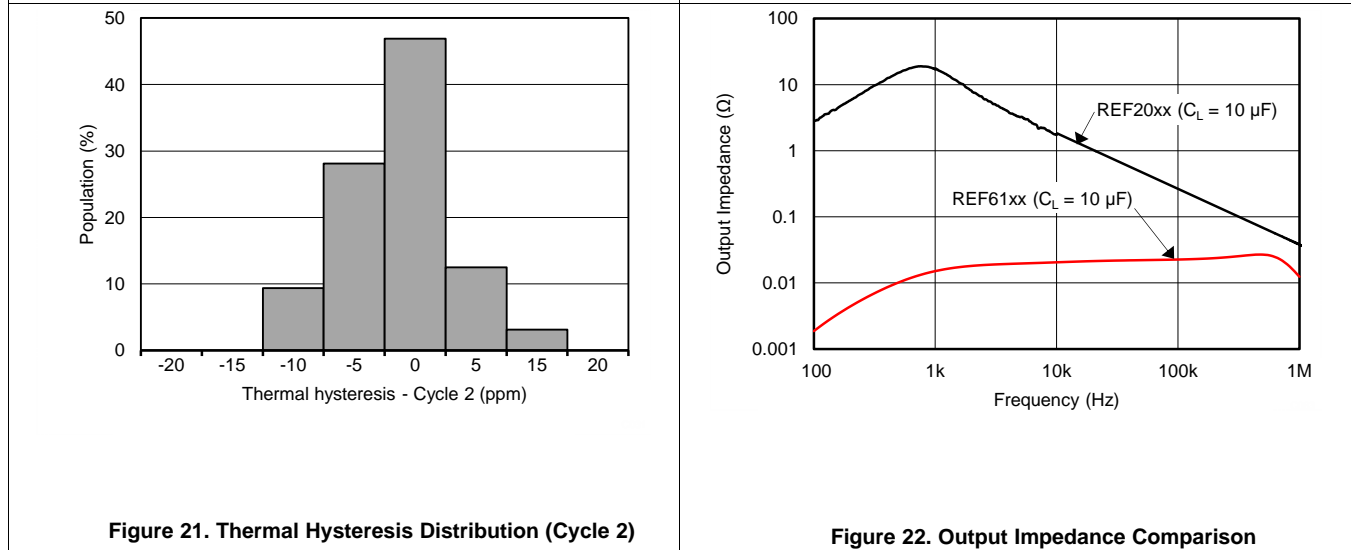 50
40
30
20
10
0
Population (%)
-20 -15 -10 -5 0 5 15 20
Thermal hysteresis - Cycle 2 (ppm)
Figure 21. Thermal Hysteresis Distribution (Cycle 2)
100
10
1
0.1
0.01
0.001
Output Impedance (Ω)
REF20xx (CL = 10 µF)
REF61xx (CL = 10 µF)
100 1k 10k 100k 1M
Frequency (Hz)
Figure 22. Output Impedance Comparison